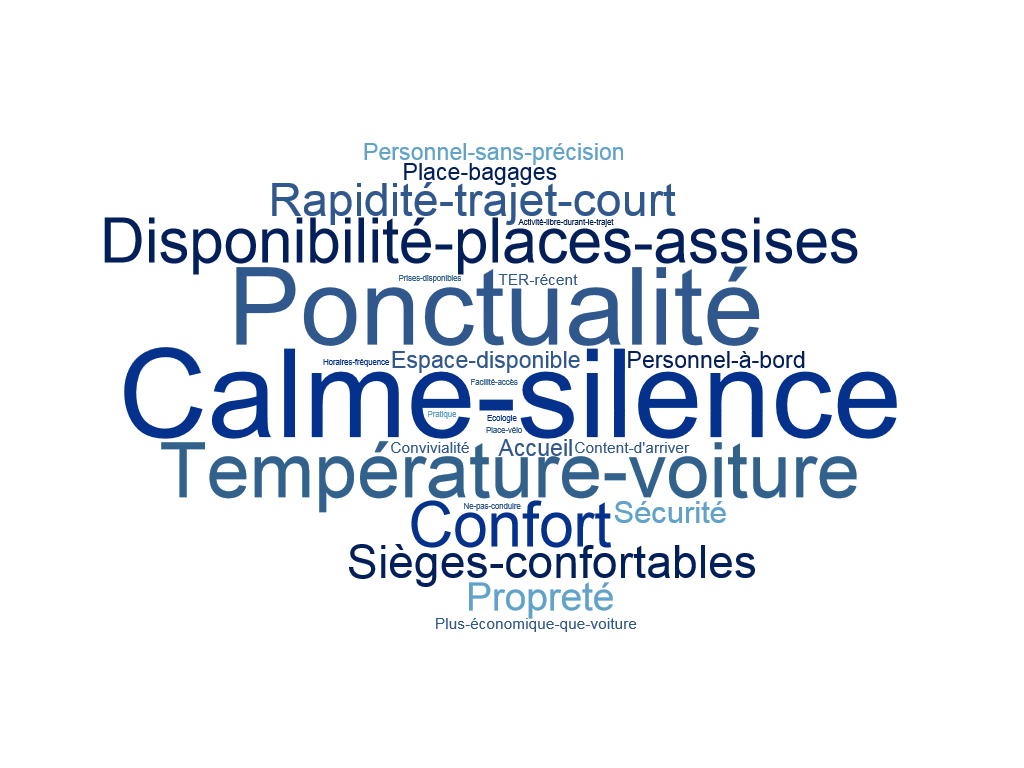 Personnel-sans-précision
Place-bagages
Rapidité-trajet-court
Activité-libre-durant-le-trajet
Disponibilité-places-assises
Prises-disponibles
TER-récent
Ponctualité
Horaires-fréquence
Espace-disponible
Personnel-à-bord
Facilité-accès
Calme-silence
Pratique
Ecologie
Place-vélo
Convivialité
Accueil
Content-d'arriver
Température-voiture
Ne-pas-conduire
Confort
Sécurité
Sièges-confortables
Propreté
Plus-économique-que-voiture